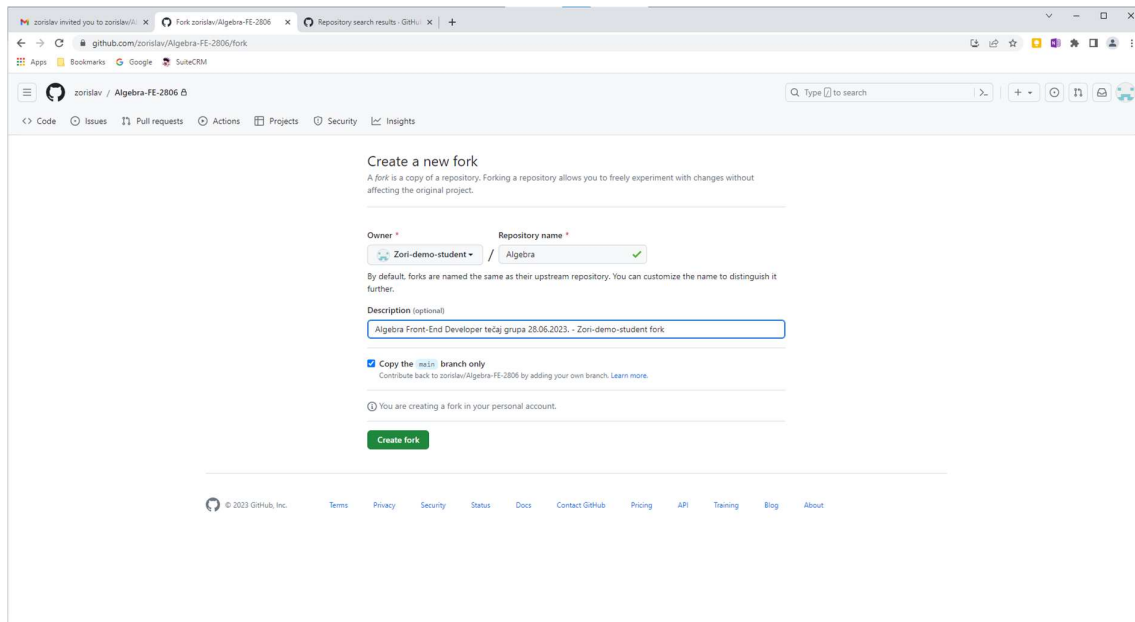 zorislav invited you to zorislav/Al
Fork zorislav/Algebra-FE-2806
Repository search results · GitHu
github.com/zorislav/Algebra-FE-2806/fork
Apps Bookmarks Google SuiteCRM
zorislav / Algebra-FE-2806
Type / to search
Code Issues Pull requests Actions Projects Security Insights
Create a new fork
A fork is a copy of a repository. Forking a repository allows you to freely experiment with changes without
affecting the original project.
Owner * Repository name *
Zori-demo-student / Algebra
By default, forks are named the same as their upstream repository. You can customize the name to distinguish it
further.
Description (optional)
Algebra Front-End Developer tečaj grupa 28.06.2023. - Zori-demo-student fork
Copy the main branch only
Contribute back to zorislav/Algebra-FE-2806 by adding your own branch. Learn more.
You are creating a fork in your personal account.
Create fork
© 2023 GitHub, Inc. Terms Privacy Security Status Docs Contact GitHub Pricing API Training Blog About